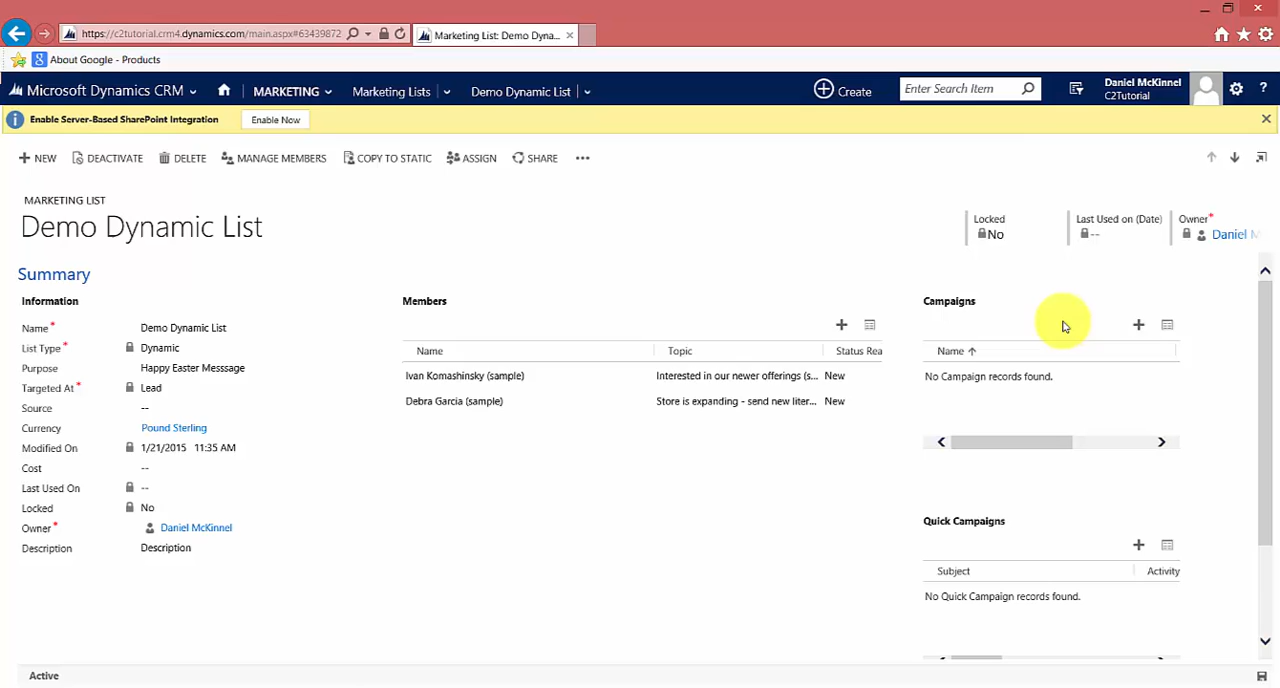 https://c2tutorial.crm4.dynamics.com/main.aspx#63439872
Marketing List: Demo Dyna...
About Google - Products
Microsoft Dynamics CRM
MARKETING
Marketing Lists
Demo Dynamic List
Create
Enter Search Item
Daniel McKinnel
C2Tutorial
?
Enable Server-Based SharePoint Integration
Enable Now
NEW
DEACTIVATE
DELETE
MANAGE MEMBERS
COPY TO STATIC
ASSIGN
SHARE
•••
MARKETING LIST
Demo Dynamic List
Locked
No
Last Used on (Date)
--
Owner*
Daniel M
Summary
Information
Name* Demo Dynamic List
List Type* Dynamic
Purpose Happy Easter Messsage
Targeted At* Lead
Source --
Currency Pound Sterling
Modified On 1/21/2015 11:35 AM
Cost --
Last Used On --
Locked No
Owner* Daniel McKinnel
Description Description
Members
Name Topic Status Rea
Ivan Komashinsky (sample) Interested in our newer offerings (s... New
Debra Garcia (sample) Store is expanding - send new liter... New
Campaigns
Name
No Campaign records found.
Quick Campaigns
Subject Activity
No Quick Campaign records found.
Active